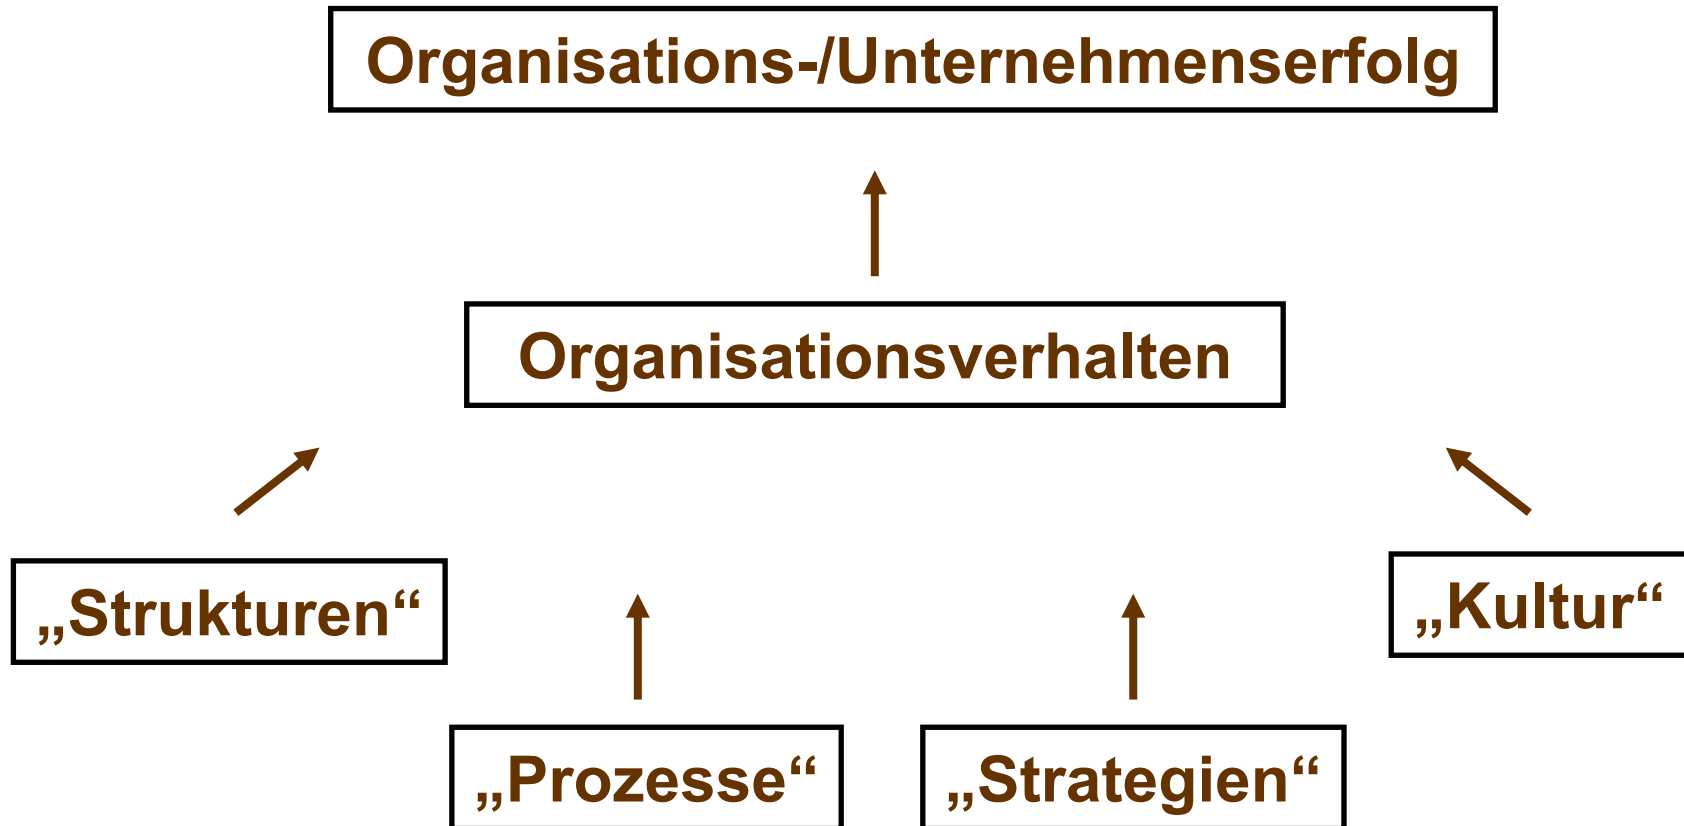 Organisations-/Unternehmenserfolg
Organisationsverhalten
„Strukturen“
„Kultur“
„Prozesse“
„Strategien“